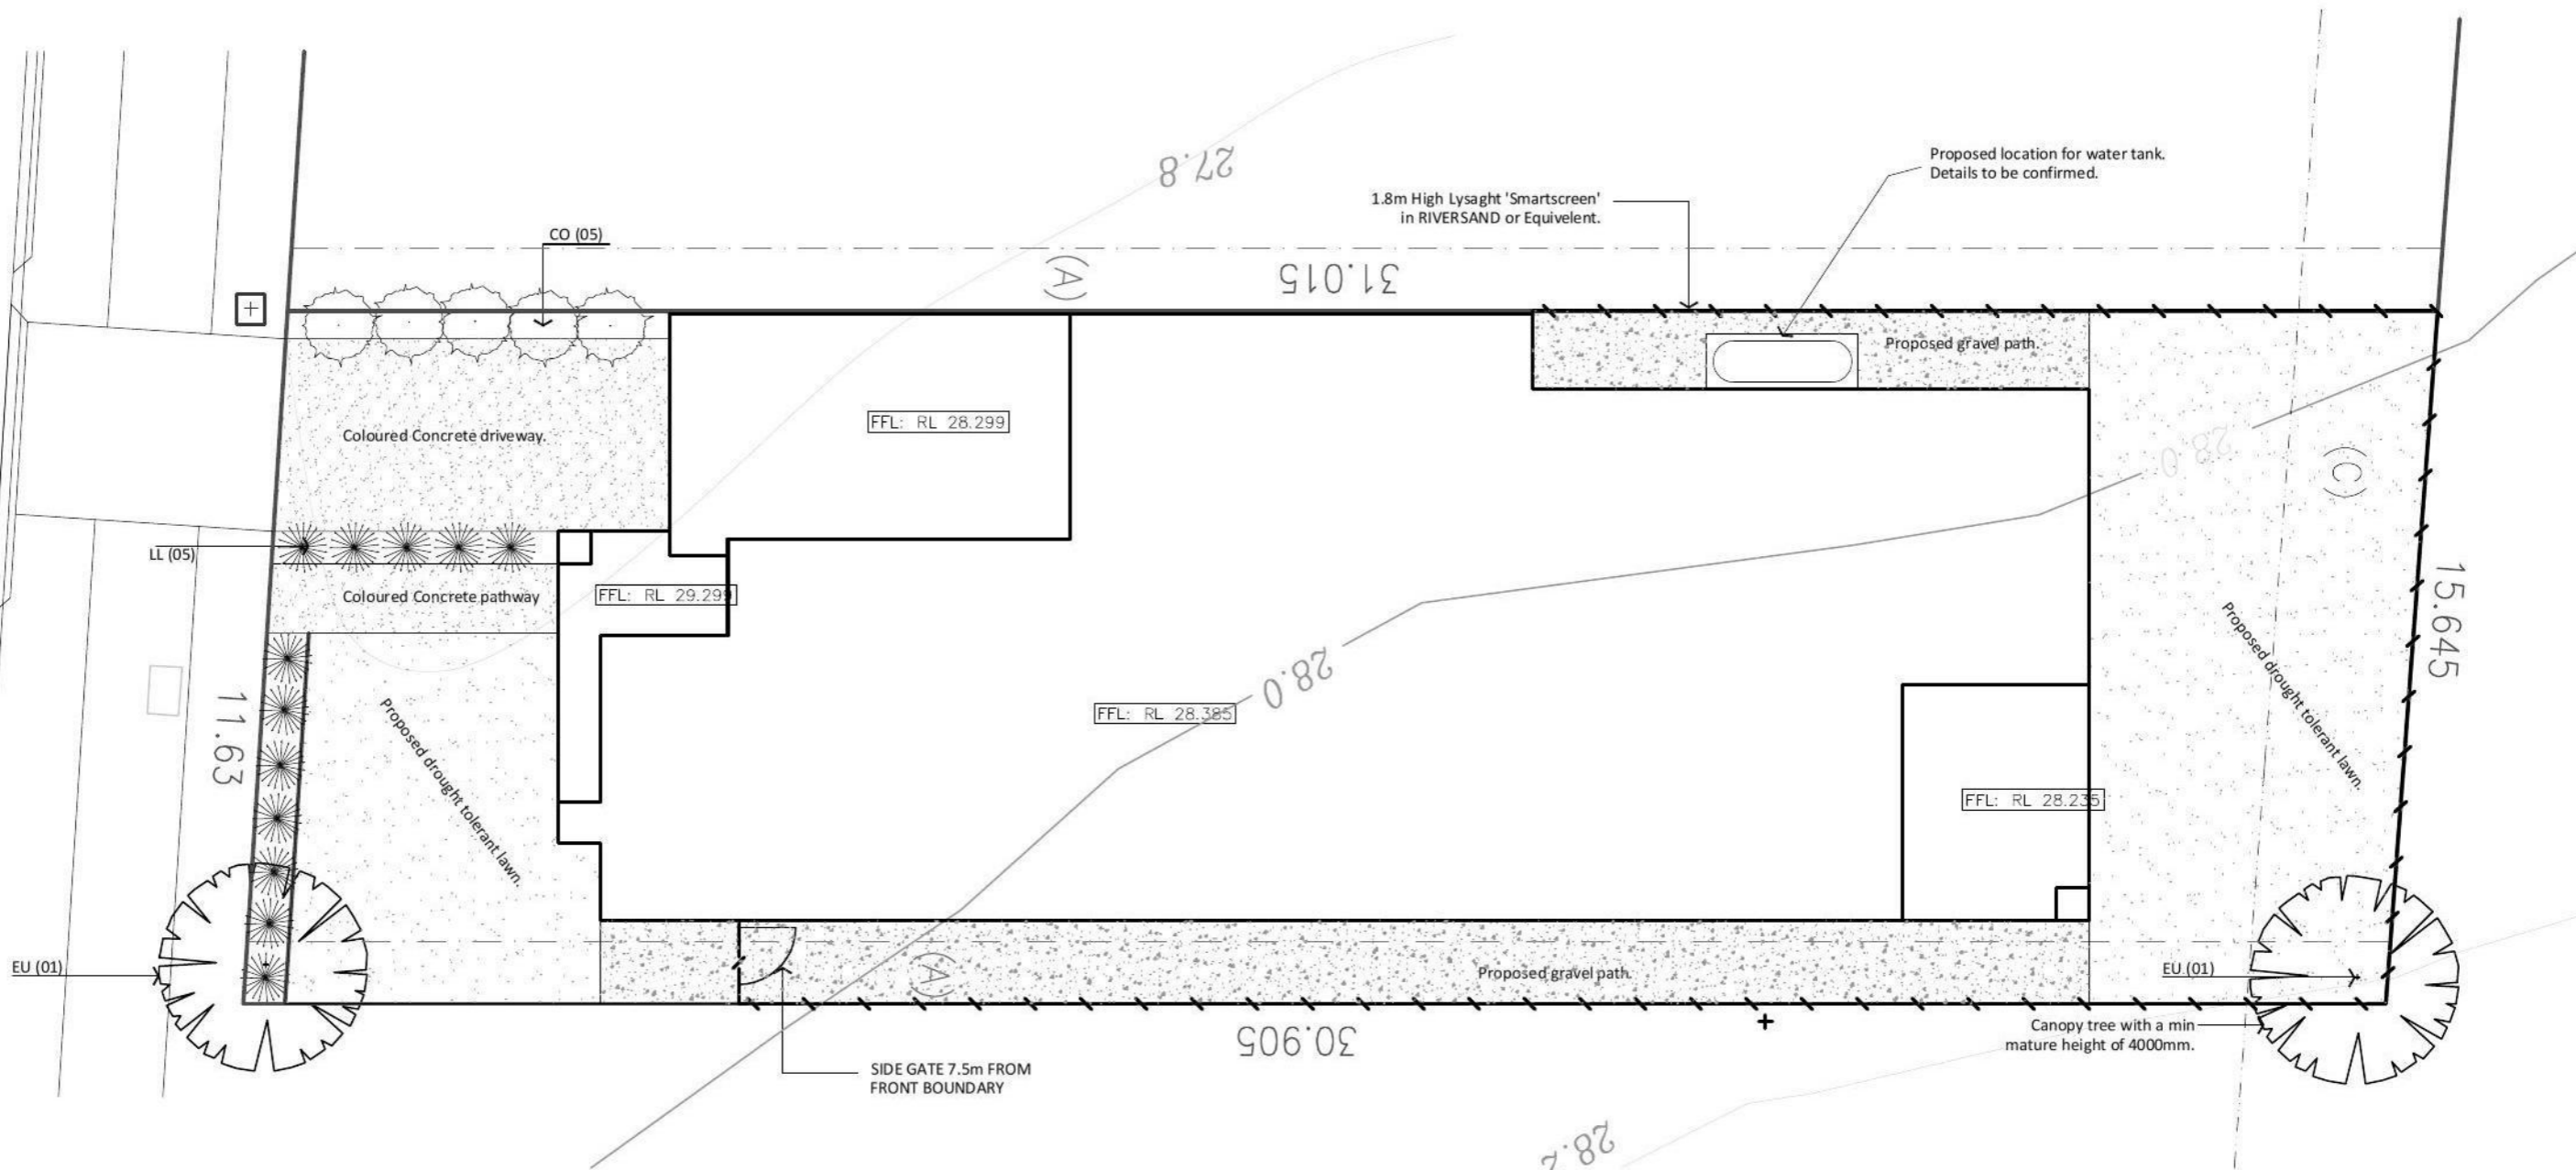 27.8
Proposed location for water tank.
Details to be confirmed.
1.8m High Lysaght 'Smartscreen'
in RIVERSAND or Equivelent.
CO (05)
(A)
31.015
Proposed gravel path.
FFL: RL 28.299
Coloured Concrete driveway.
28.0
(C)
LL (05)
Coloured Concrete pathway
FFL: RL 29.299
15.645
Proposed drought tolerant lawn.
28.0
11.63
Proposed drought tolerant lawn.
FFL: RL 28.385
FFL: RL 28.235
EU (01)
(A)
Proposed gravel path.
EU (01)
30.905
Canopy tree with a min
mature height of 4000mm.
SIDE GATE 7.5m FROM
FRONT BOUNDARY